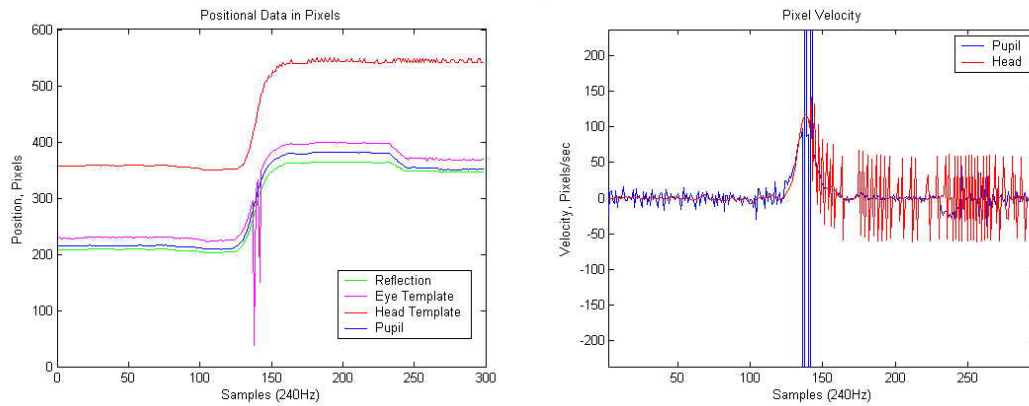 Positional Data in Pixels
600
500
400
300
200
100
0
Position, Pixels
Reflection
Eye Template
Head Template
Pupil
0 50 100 150 200 250 300
Samples (240Hz)
Pixel Velocity
200
150
100
50
0
-50
-100
-150
-200
Velocity, Pixels/sec
Pupil
Head
50 100 150 200 250
Samples (240Hz)